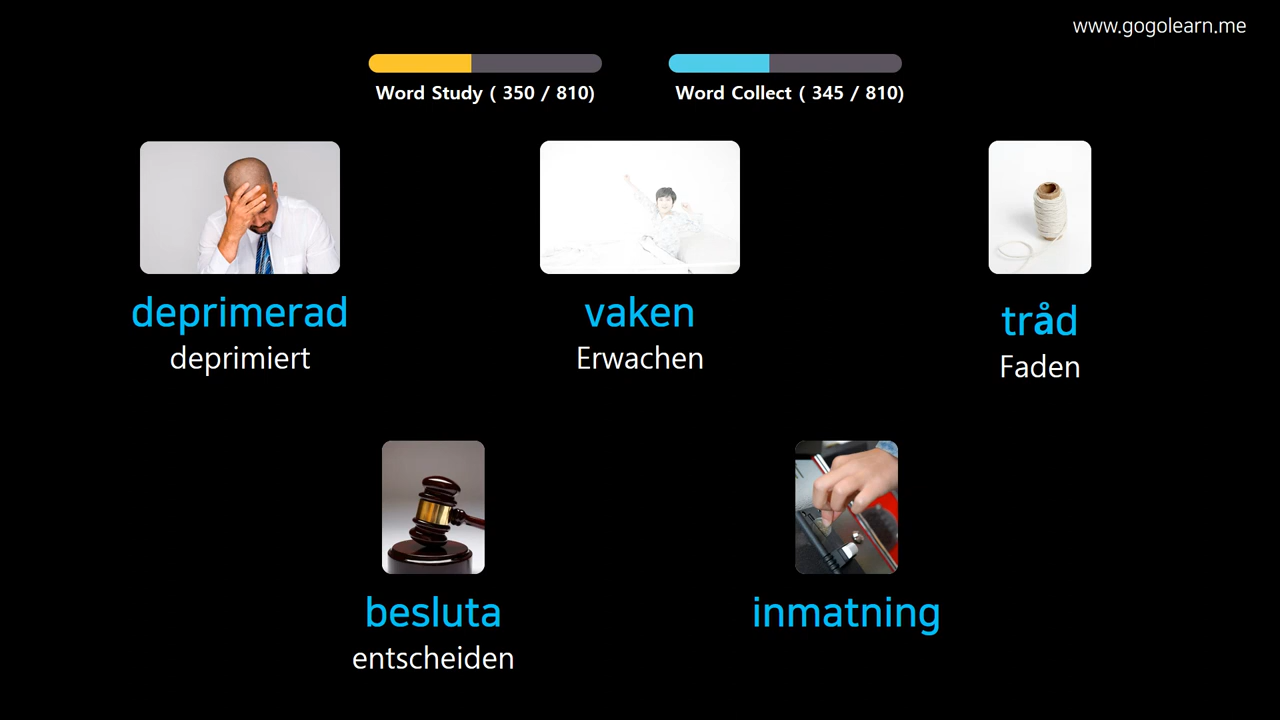 www.gogolearn.me
Word Study ( 350 / 810)
Word Collect ( 345 / 810)
deprimerad
deprimiert
vaken
Erwachen
tråd
Faden
besluta
entscheiden
inmatning